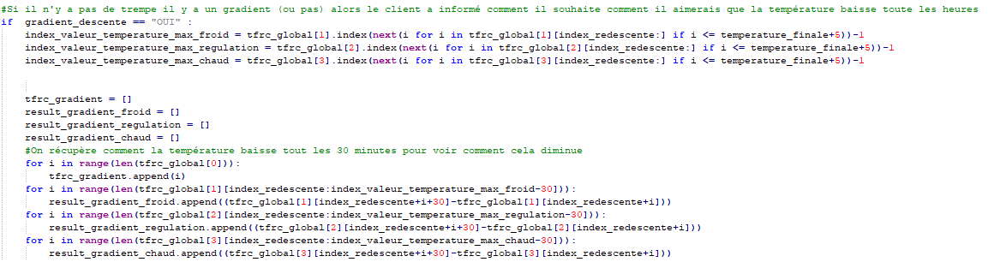 #Si il n'y a pas de trempe il y a un gradient (ou pas) alors le client a informé comment il souhaite comment il aimerais que la température baisse toute les heures
if  gradient_descente == "OUI" :
    index_valeur_temperature_max_froid = tfrc_global[1].index(next(i for i in tfrc_global[1][index_redescente:] if i <= temperature_finale+5))-1
    index_valeur_temperature_max_regulation = tfrc_global[2].index(next(i for i in tfrc_global[2][index_redescente:] if i <= temperature_finale+5))-1
    index_valeur_temperature_max_chaud = tfrc_global[3].index(next(i for i in tfrc_global[3][index_redescente:] if i <= temperature_finale+5))-1
    tfrc_gradient = []
    result_gradient_froid = []
    result_gradient_regulation = []
    result_gradient_chaud = []
    #On récupère comment la température baisse tout les 30 minutes pour voir comment cela diminue
    for i in range(len(tfrc_global[0])):
        tfrc_gradient.append(i)
    for i in range(len(tfrc_global[1][index_redescente:index_valeur_temperature_max_froid-30])):
        result_gradient_froid.append((tfrc_global[1][index_redescente+i+30]-tfrc_global[1][index_redescente+i]))
    for i in range(len(tfrc_global[2][index_redescente:index_valeur_temperature_max_regulation-30])):
        result_gradient_regulation.append((tfrc_global[2][index_redescente+i+30]-tfrc_global[2][index_redescente+i]))
    for i in range(len(tfrc_global[3][index_redescente:index_valeur_temperature_max_chaud-30])):
        result_gradient_chaud.append((tfrc_global[3][index_redescente+i+30]-tfrc_global[3][index_redescente+i]))